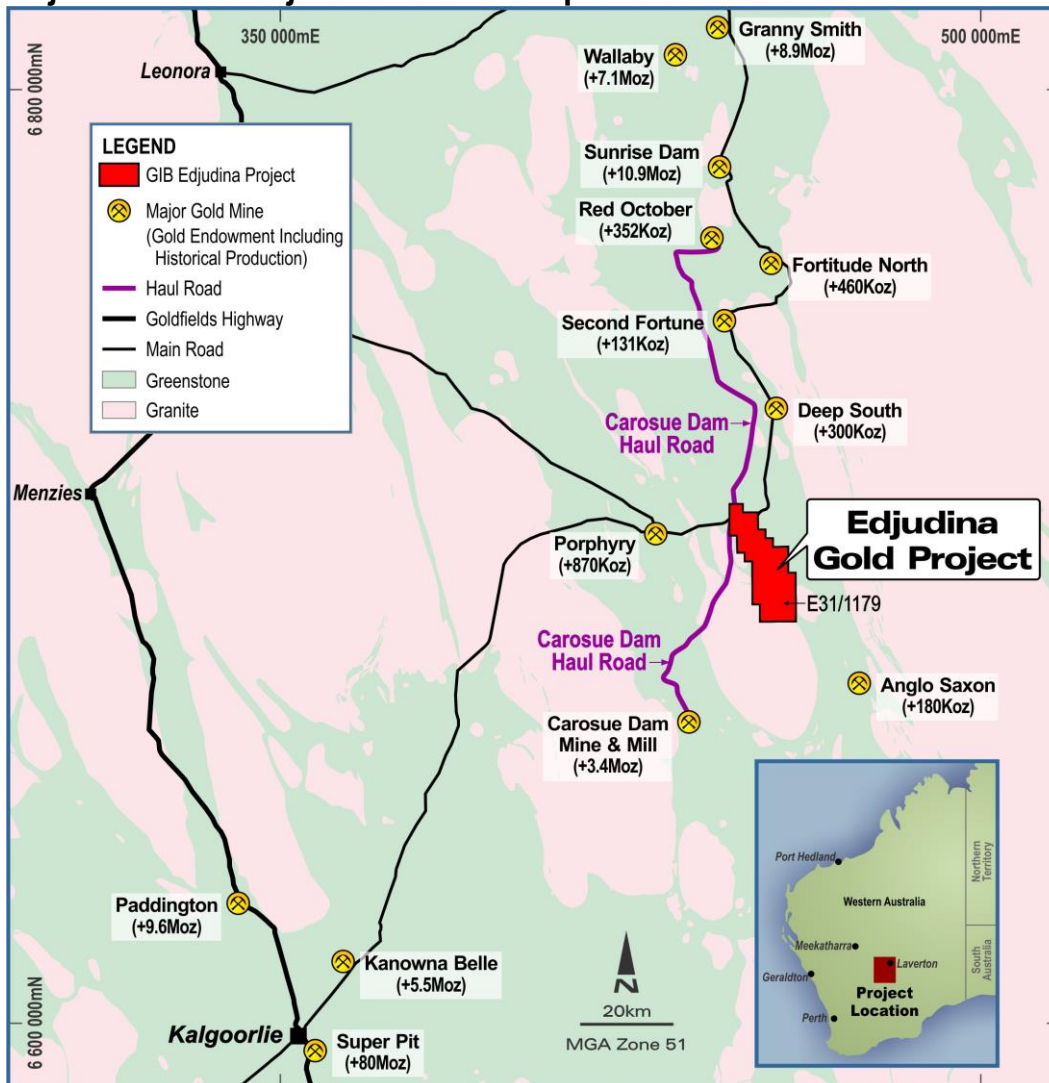 350 000mE
500 000mE
6 800 000mN
6 600 000mN
Granny Smith
(+8.9Moz)
Wallaby
(+7.1Moz)
Leonora
LEGEND
GIB Edjudina Project
Major Gold Mine
(Gold Endowment Including
Historical Production)
Haul Road
Goldfields Highway
Main Road
Greenstone
Granite
Sunrise Dam
(+10.9Moz)
Red October
(+352Koz)
Fortitude North
(+460Koz)
Second Fortune
(+131Koz)
Carosue Dam
Haul Road
Deep South
(+300Koz)
Menzies
Porphyry
(+870Koz)
Edjudina
Gold Project
E31/1179
Carosue Dam
Haul Road
Anglo Saxon
(+180Koz)
Carosue Dam
Mine & Mill
(+3.4Moz)
Paddington
(+9.6Moz)
Kanowna Belle
(+5.5Moz)
Kalgoorlie
Super Pit
(+80Moz)
20km
MGA Zone 51
Port Hedland
Northern
Territory
Western Australia
Meekatharra
Laverton
South
Australia
Geraldton
Project
Location
Perth